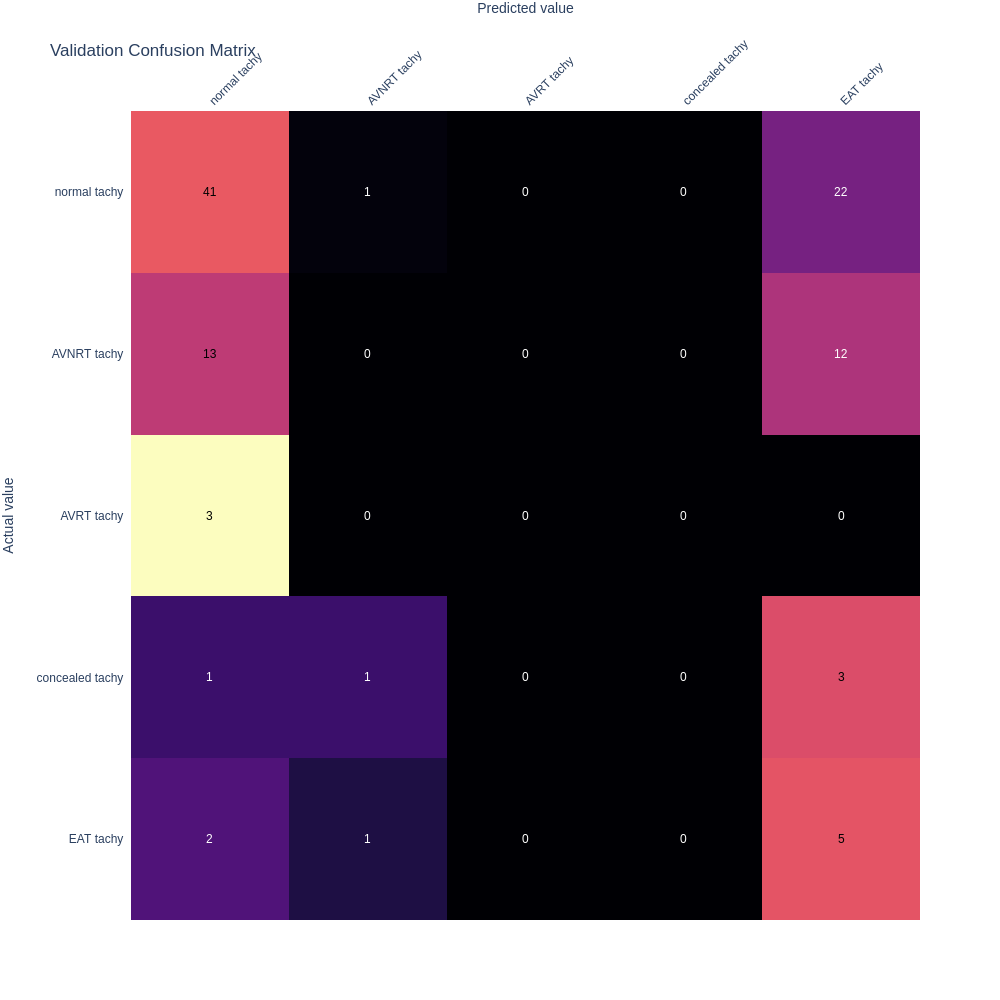 Predicted value
Validation Confusion Matrix
normal tachy
AVNRT tachy
AVRT tachy
concealed tachy
EAT tachy
Actual value
normal tachy
41
1
0
0
22
AVNRT tachy
13
0
0
0
12
AVRT tachy
3
0
0
0
0
concealed tachy
1
1
0
0
3
EAT tachy
2
1
0
0
5